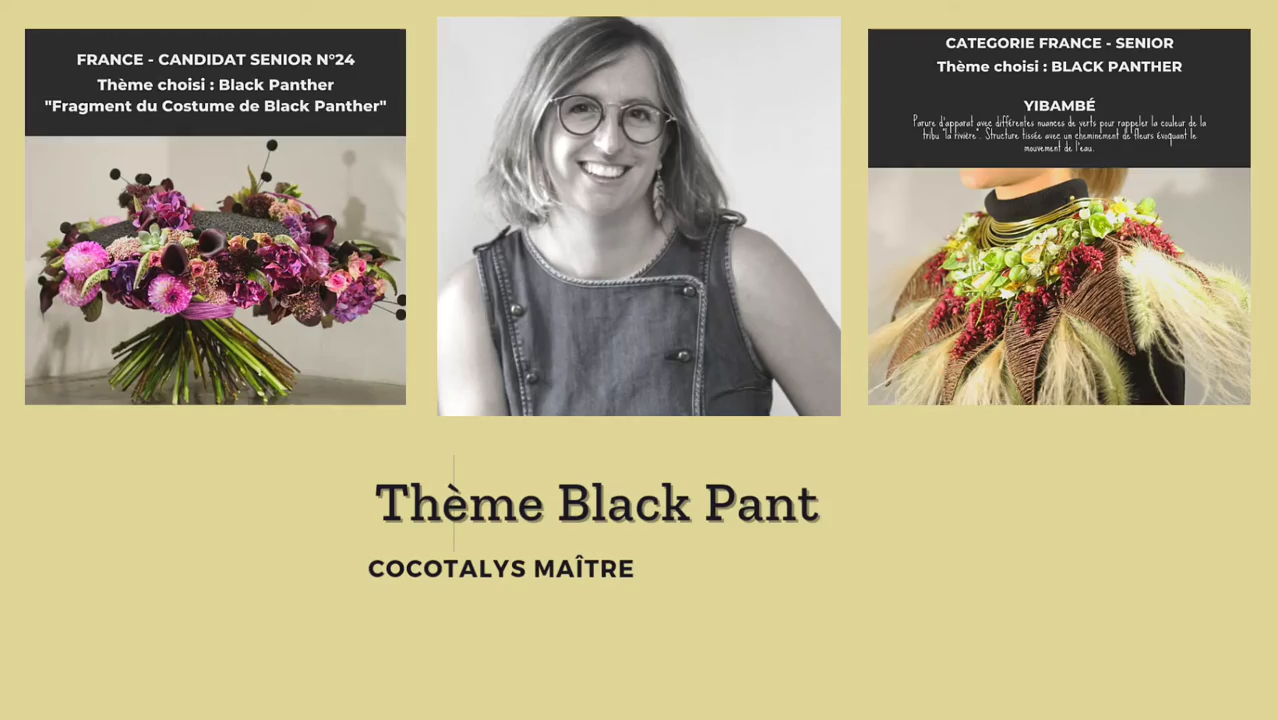 FRANCE - CANDIDAT SENIOR N°24
Thème choisi : Black Panther
"Fragment du Costume de Black Panther"
CATEGORIE FRANCE - SENIOR
Thème choisi : BLACK PANTHER
YIBAMBÉ
Parure d'apparat avec différentes nuances de verts pour rappeler la couleur de la
tribu "la rivière". Structure tissée avec un cheminement de fleurs évoquant le
mouvement de l'eau.
Thème Black Pant
COCOTALYS MAÎTRE